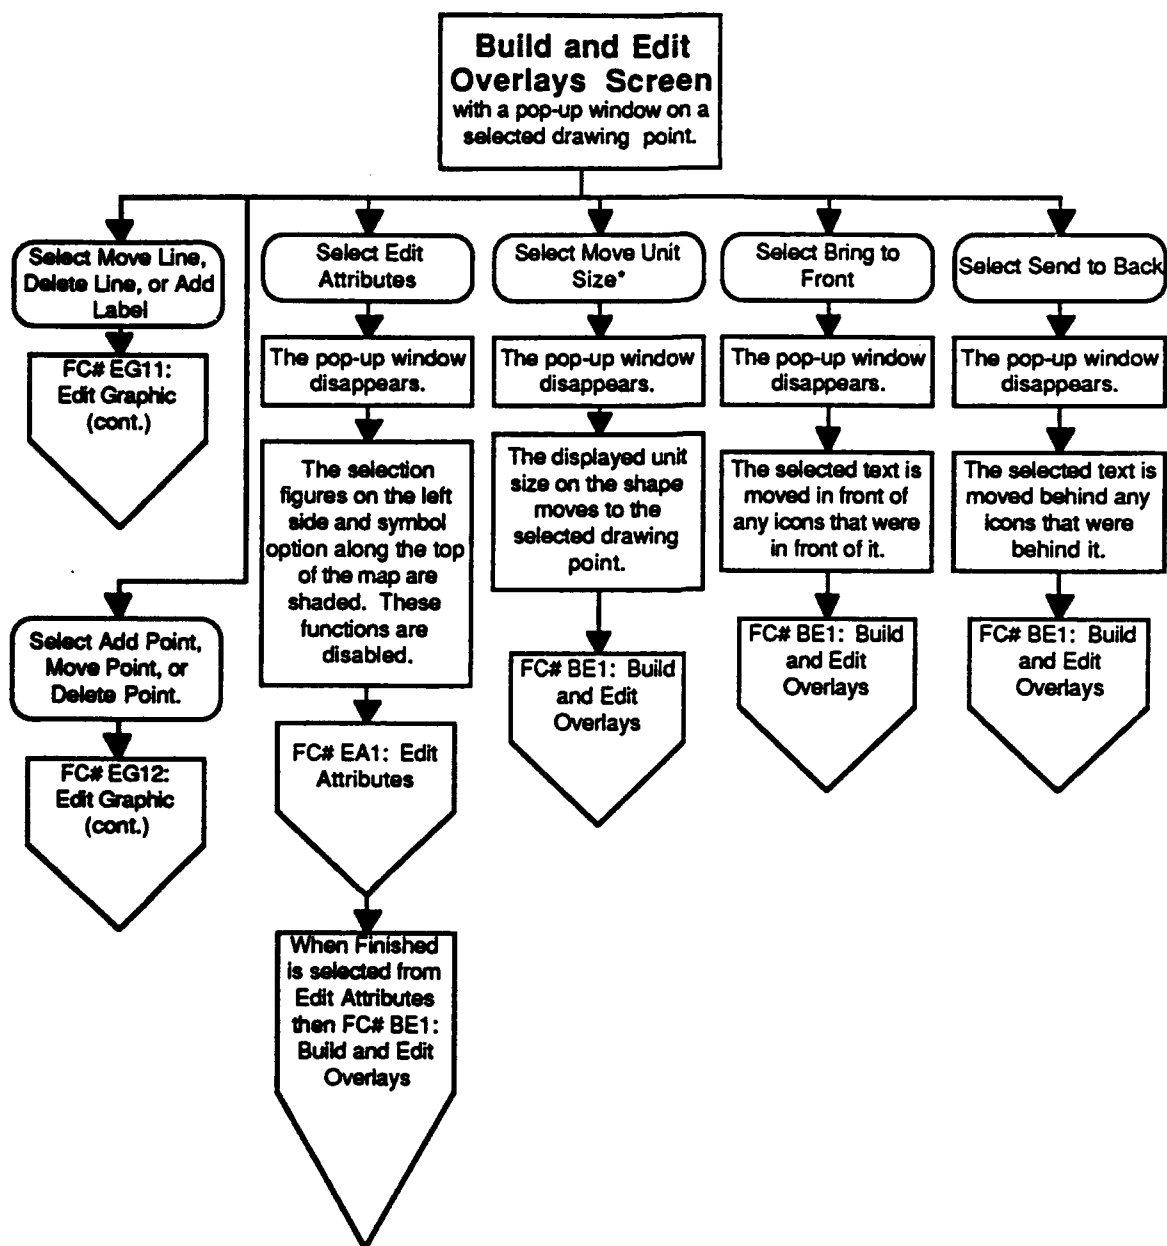 Build and Edit
Overlays Screen
with a pop-up window on a
selected drawing point.
Select Move Line,
Delete Line, or Add
Label
FC# EG11:
Edit Graphic
(cont.)
Select Add Point,
Move Point, or
Delete Point.
FC# EG12:
Edit Graphic
(cont.)
Select Edit
Attributes
The pop-up window
disappears.
The selection
figures on the left
side and symbol
option along the top
of the map are
shaded. These
functions are
disabled.
FC# EA1: Edit
Attributes
When Finished
is selected from
Edit Attributes
then FC# BE1:
Build and Edit
Overlays
Select Move Unit
Size*
The pop-up window
disappears.
The displayed unit
size on the shape
moves to the
selected drawing
point.
FC# BE1: Build
and Edit
Overlays
Select Bring to
Front
The pop-up window
disappears.
The selected text is
moved in front of
any icons that were
in front of it.
FC# BE1: Build
and Edit
Overlays
Select Send to Back
The pop-up window
disappears.
The selected text is
moved behind any
icons that were
behind it.
FC# BE1: Build
and Edit
Overlays